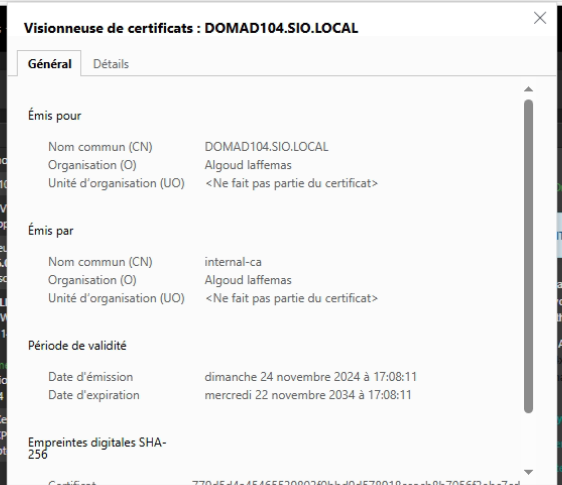 Visionneuse de certificats : DOMAD104.SIO.LOCAL
Général Détails
Émis pour
Nom commun (CN) DOMAD104.SIO.LOCAL
Organisation (O) Algoud laffemas
Unité d'organisation (UO) <Ne fait pas partie du certificat>
Émis par
Nom commun (CN) internal-ca
Organisation (O) Algoud laffemas
Unité d'organisation (UO) <Ne fait pas partie du certificat>
Période de validité
Date d'émission dimanche 24 novembre 2024 à 17:08:11
Date d'expiration mercredi 22 novembre 2034 à 17:08:11
Empreintes digitales SHA-
256
Certificat